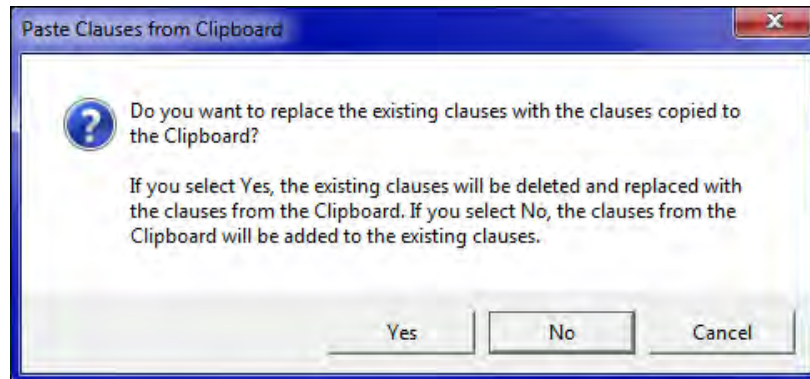 Paste Clauses from Clipboard
Do you want to replace the existing clauses with the clauses copied to
the Clipboard?
If you select Yes, the existing clauses will be deleted and replaced with
the clauses from the Clipboard. If you select No, the clauses from the
Clipboard will be added to the existing clauses.
Yes No Cancel